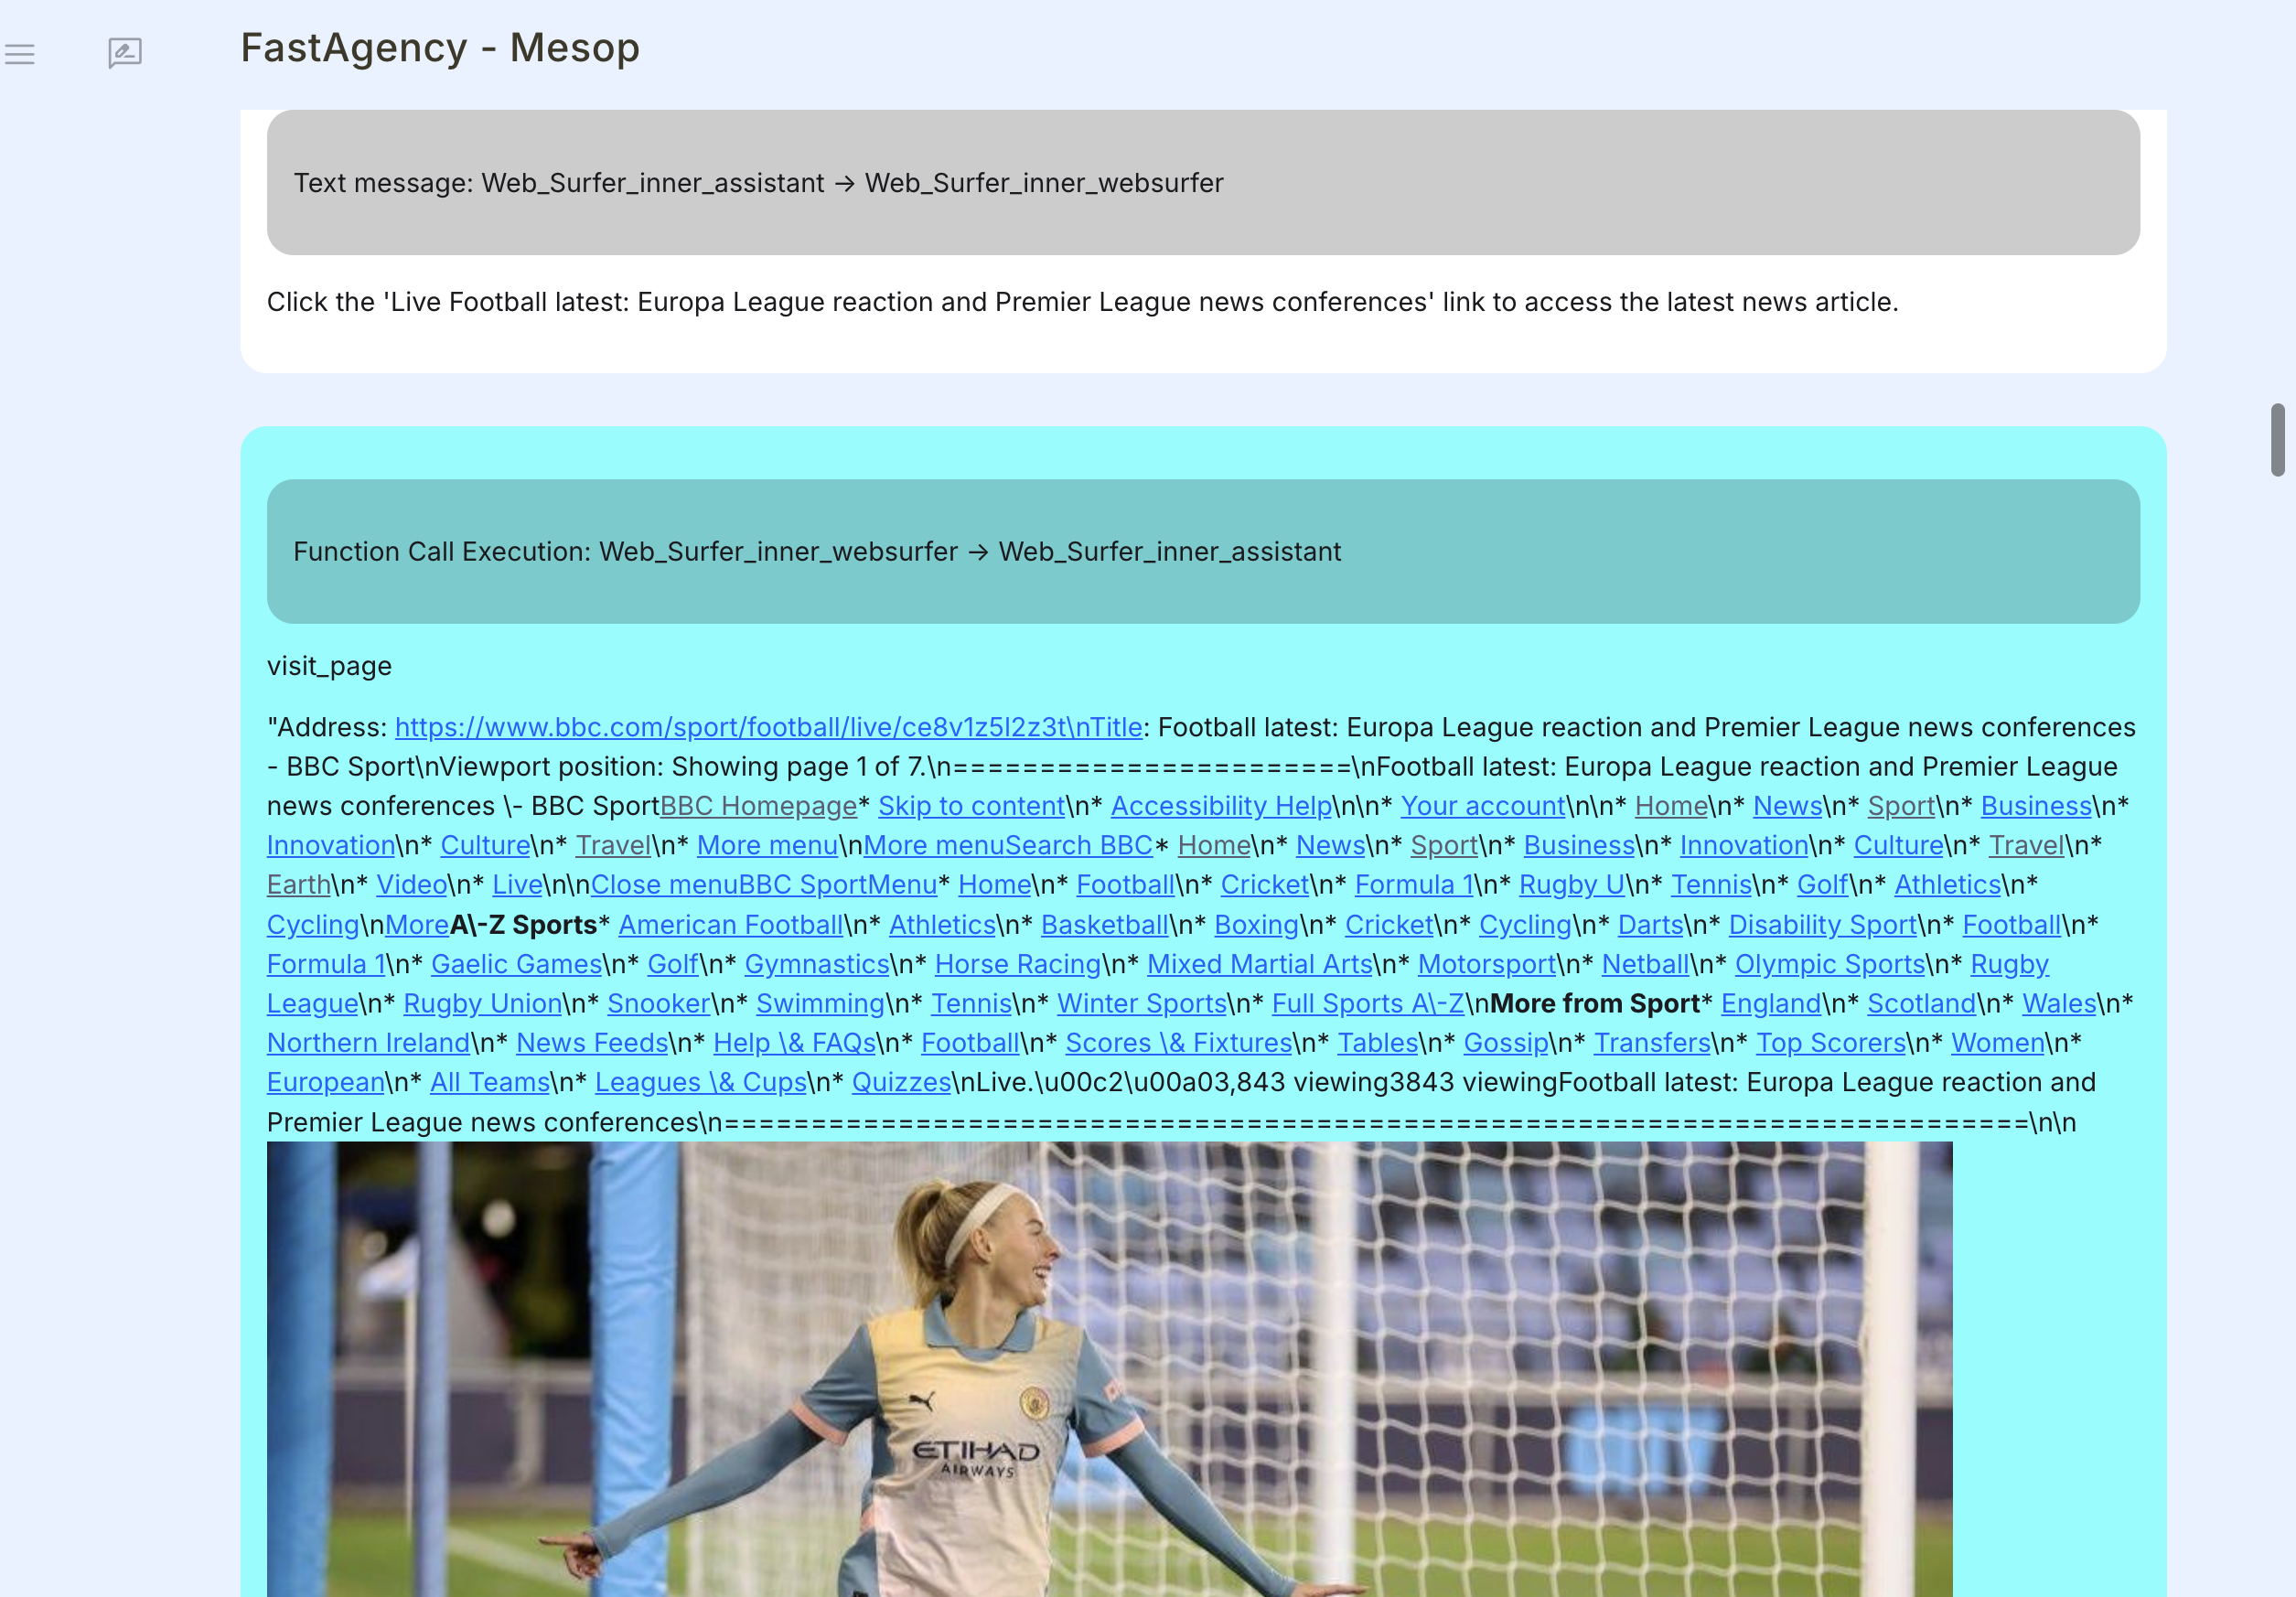 FastAgency - Mesop
Text message: Web_Surfer_inner_assistant → Web_Surfer_inner_websurfer
Click the 'Live Football latest: Europa League reaction and Premier League news conferences' link to access the latest news article.
Function Call Execution: Web_Surfer_inner_websurfer → Web_Surfer_inner_assistant
visit_page
"Address: https://www.bbc.com/sport/football/live/ce8v1z5l2z3t\nTitle: Football latest: Europa League reaction and Premier League news conferences
- BBC Sport\nViewport position: Showing page 1 of 7.\n=======================\nFootball latest: Europa League reaction and Premier League
news conferences \- BBC SportBBC Homepage* Skip to content\n* Accessibility Help\n\n* Your account\n\n* Home\n* News\n* Sport\n* Business\n*
Innovation\n* Culture\n* Travel\n* More menu\nMore menuSearch BBC* Home\n* News\n* Sport\n* Business\n* Innovation\n* Culture\n* Travel\n*
Earth\n* Video\n* Live\n\nClose menuBBC SportMenu* Home\n* Football\n* Cricket\n* Formula 1\n* Rugby U\n* Tennis\n* Golf\n* Athletics\n*
Cycling\nMoreA\-Z Sports* American Football\n* Athletics\n* Basketball\n* Boxing\n* Cricket\n* Cycling\n* Darts\n* Disability Sport\n* Football\n*
Formula 1\n* Gaelic Games\n* Golf\n* Gymnastics\n* Horse Racing\n* Mixed Martial Arts\n* Motorsport\n* Netball\n* Olympic Sports\n* Rugby
League\n* Rugby Union\n* Snooker\n* Swimming\n* Tennis\n* Winter Sports\n* Full Sports A\-Z\nMore from Sport* England\n* Scotland\n* Wales\n*
Northern Ireland\n* News Feeds\n* Help \& FAQs\n* Football\n* Scores \& Fixtures\n* Tables\n* Gossip\n* Transfers\n* Top Scorers\n* Women\n*
European\n* All Teams\n* Leagues \& Cups\n* Quizzes\nLive.\u00c2\u00a03,843 viewing3843 viewingFootball latest: Europa League reaction and
Premier League news conferences\n===========================================================================\n\n
ETIHAD
AIRWAYS